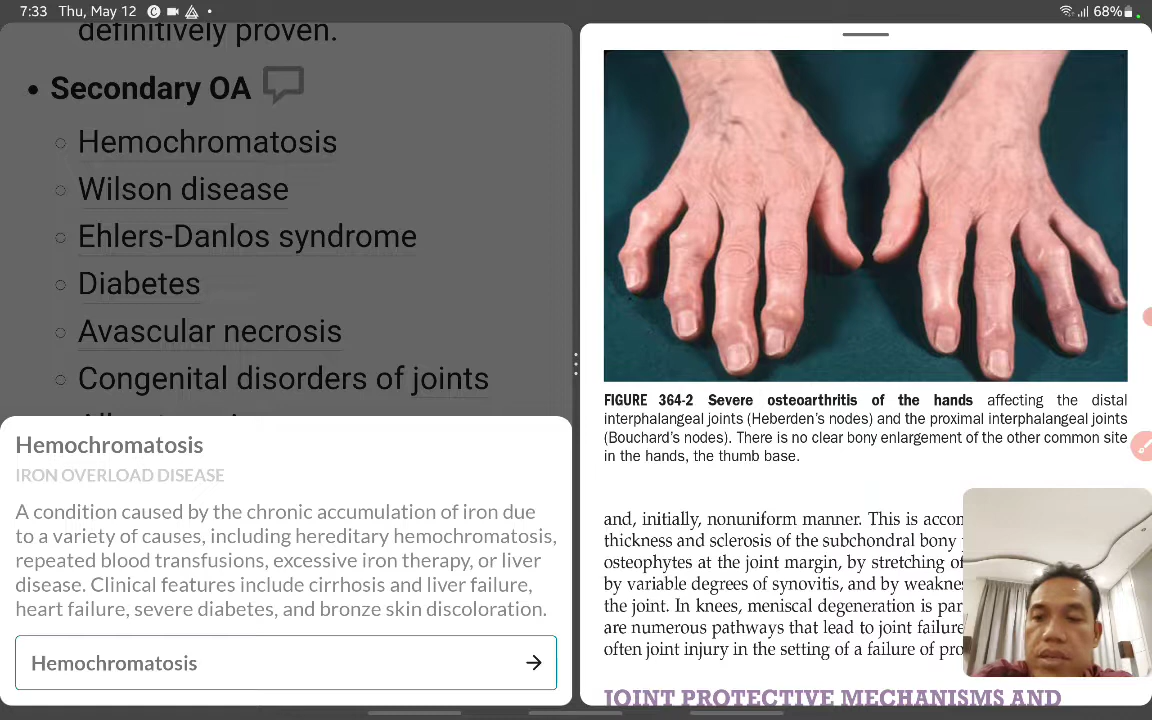 7:33 Thu, May 12
68%
definitively proven.
Secondary OA
Hemochromatosis
Wilson disease
Ehlers-Danlos syndrome
Diabetes
Avascular necrosis
Congenital disorders of joints
Hemochromatosis
IRON OVERLOAD DISEASE
A condition caused by the chronic accumulation of iron due
to a variety of causes, including hereditary hemochromatosis,
repeated blood transfusions, excessive iron therapy, or liver
disease. Clinical features include cirrhosis and liver failure,
heart failure, severe diabetes, and bronze skin discoloration.
Hemochromatosis
FIGURE 364-2 Severe osteoarthritis of the hands affecting the distal
interphalangeal joints (Heberden's nodes) and the proximal interphalangeal joints
(Bouchard's nodes). There is no clear bony enlargement of the other common site
in the hands, the thumb base.
and, initially, nonuniform manner. This is accom
thickness and sclerosis of the subchondral bony
osteophytes at the joint margin, by stretching of
by variable degrees of synovitis, and by weaknes
the joint. In knees, meniscal degeneration is par
are numerous pathways that lead to joint failure
often joint injury in the setting of a failure of pro
JOINT PROTECTIVE MECHANISMS AND